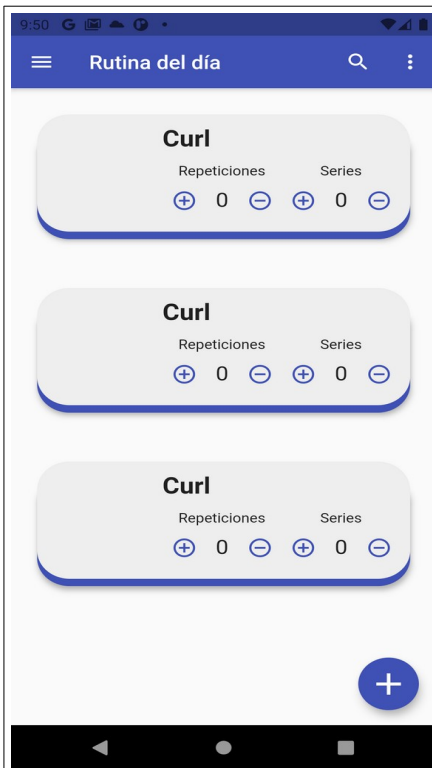 9:50
Rutina del día
Curl
Repeticiones Series
0 0
Curl
Repeticiones Series
0 0
Curl
Repeticiones Series
0 0